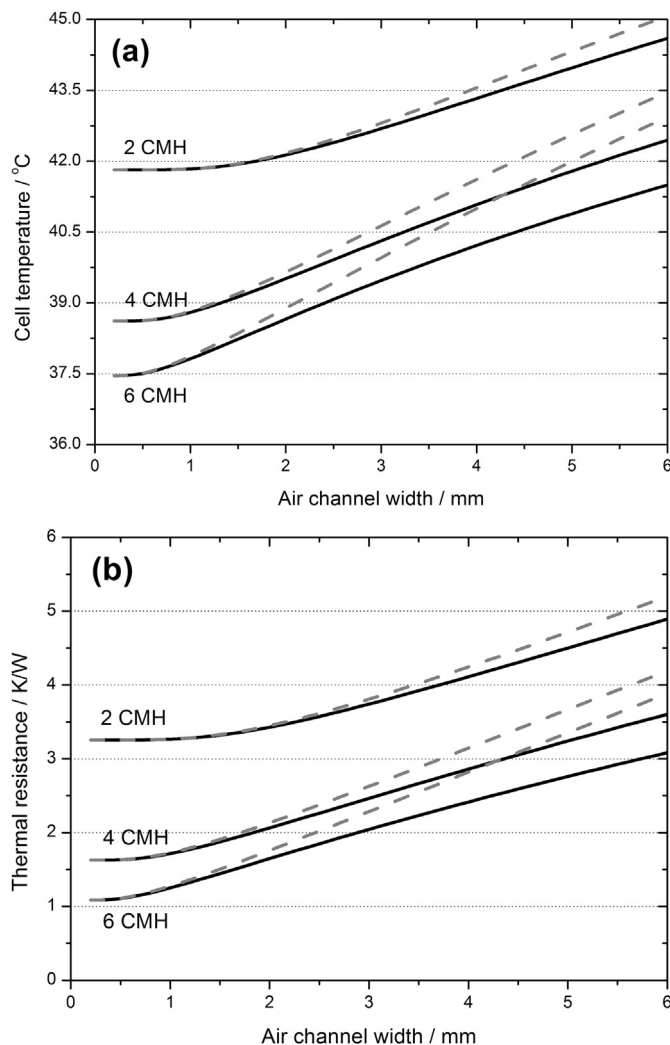 45.0
(a)
43.5
2 CMH
42.0
40.5
39.0
4 CMH
37.5
6 CMH
36.0
Cell temperature / °C
0 1 2 3 4 5 6
Air channel width / mm
6
(b)
5
4
2 CMH
3
2
4 CMH
1
6 CMH
0
Thermal resistance / K/W
0 1 2 3 4 5 6
Air channel width / mm